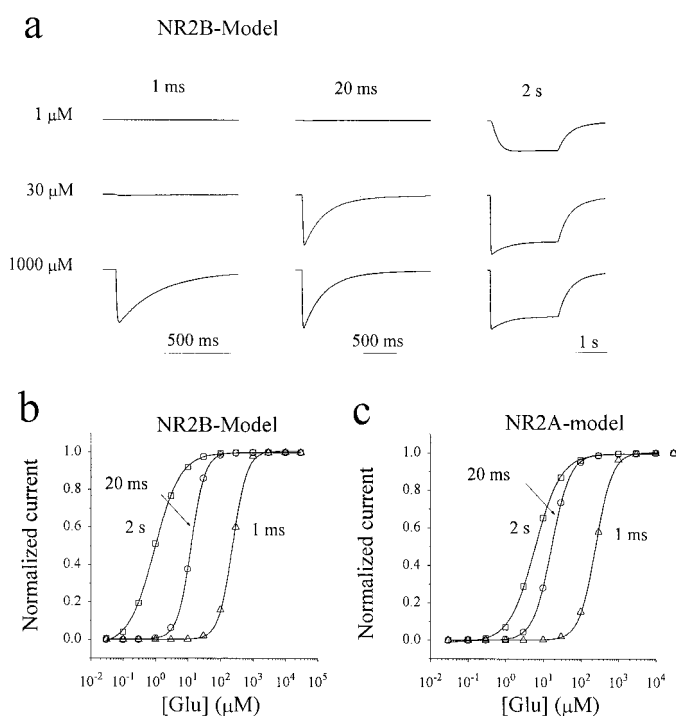 a
NR2B-Model
1 ms 20 ms 2 s
1 μM
30 μM
1000 μM
500 ms 500 ms 1 s
b
NR2B-Model
Normalized current
1.0
0.8
0.6
0.4
0.2
0.0
20 ms
2 s
1 ms
10⁻² 10⁻¹ 10⁰ 10¹ 10² 10³ 10⁴ 10⁵
[Glu] (μM)
c
NR2A-model
Normalized current
1.0
0.8
0.6
0.4
0.2
0.0
20 ms
2 s
1 ms
10⁻² 10⁻¹ 10⁰ 10¹ 10² 10³ 10⁴
[Glu] (μM)